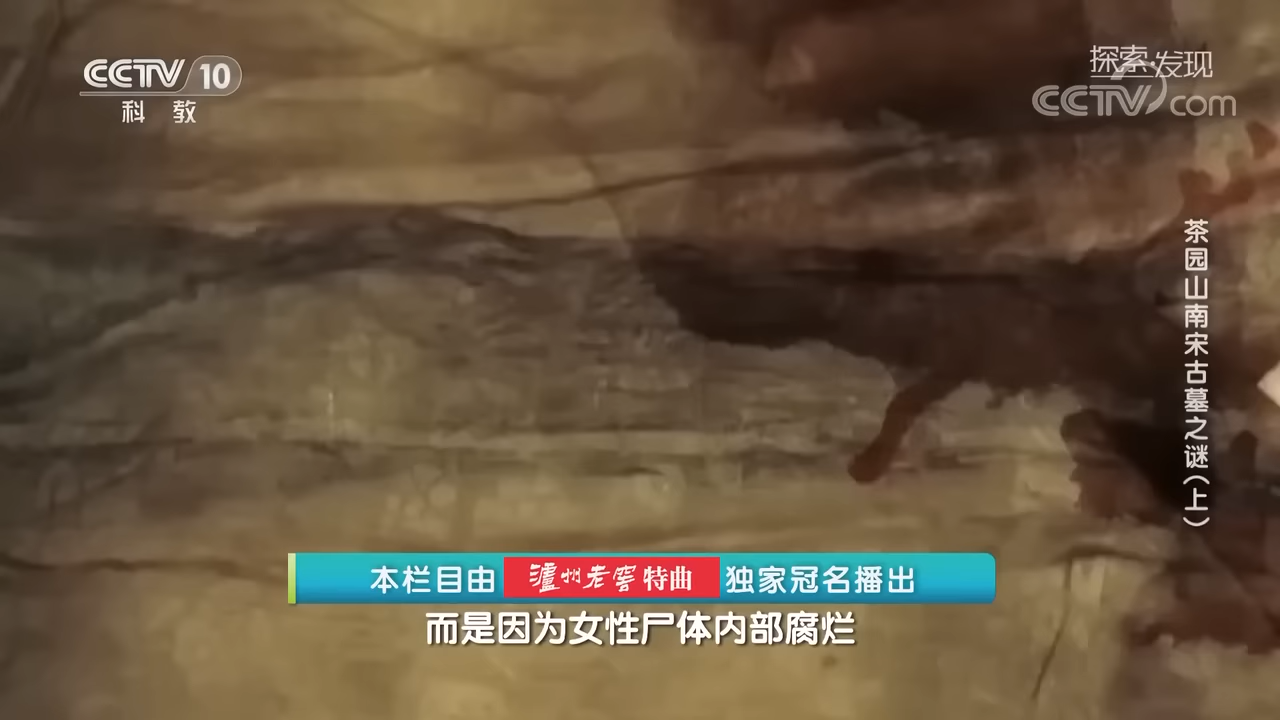 CCTV 10
科教
探索·发现
CCTV.com
茶园山南宋古墓之谜(上)
本栏目由 泸州老窖特曲 独家冠名播出
而是因为女性尸体内部腐烂